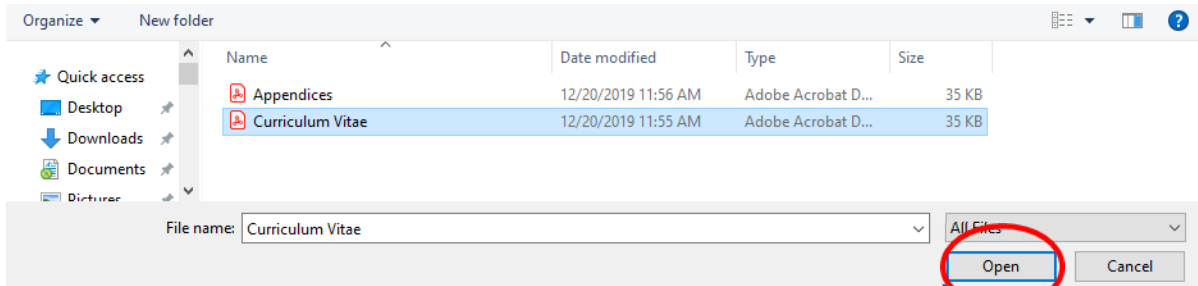 Organize New folder
Name Date modified Type Size
Quick access
Appendices 12/20/2019 11:56 AM Adobe Acrobat D... 35 KB
Desktop
Curriculum Vitae 12/20/2019 11:55 AM Adobe Acrobat D... 35 KB
Downloads
Documents
Pictures
File name: Curriculum Vitae All Files
Open Cancel